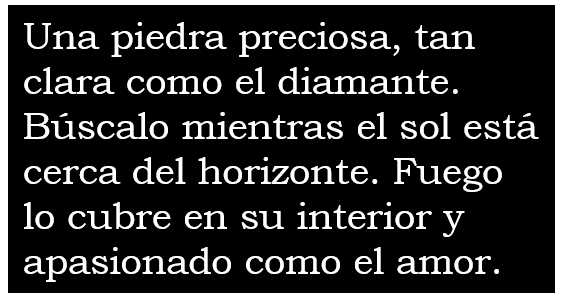 Una piedra preciosa, tan
clara como el diamante.
Búscalo mientras el sol está
cerca del horizonte. Fuego
lo cubre en su interior y
apasionado como el amor.